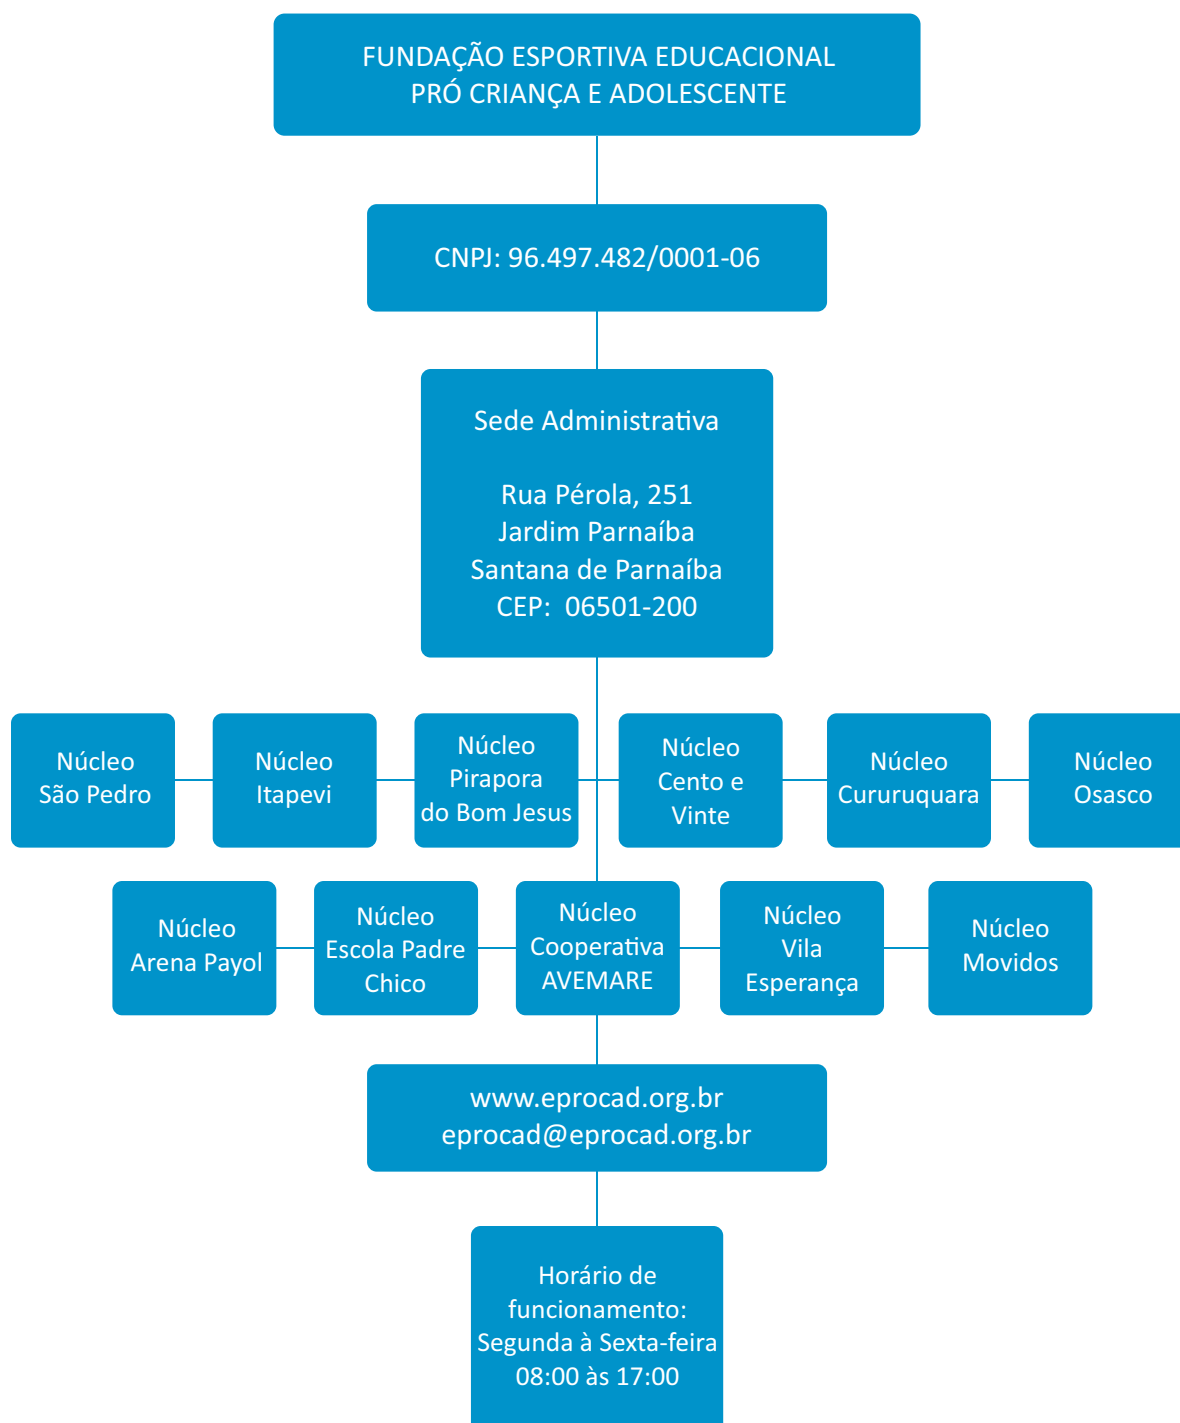 FUNDAÇÃO ESPORTIVA EDUCACIONAL
PRÓ CRIANÇA E ADOLESCENTE
CNPJ: 96.497.482/0001-06
Sede Administrativa
Rua Pérola, 251
Jardim Parnaíba
Santana de Parnaíba
CEP:  06501-200
Núcleo
São Pedro
Núcleo
Itapevi
Núcleo
Pirapora
do Bom Jesus
Núcleo
Cento e
Vinte
Núcleo
Cururuquara
Núcleo
Osasco
Núcleo
Arena Payol
Núcleo
Escola Padre
Chico
Núcleo
Cooperativa
AVEMARE
Núcleo
Vila
Esperança
Núcleo
Movidos
www.eprocad.org.br
eprocad@eprocad.org.br
Horário de
funcionamento:
Segunda à Sexta-feira
08:00 às 17:00